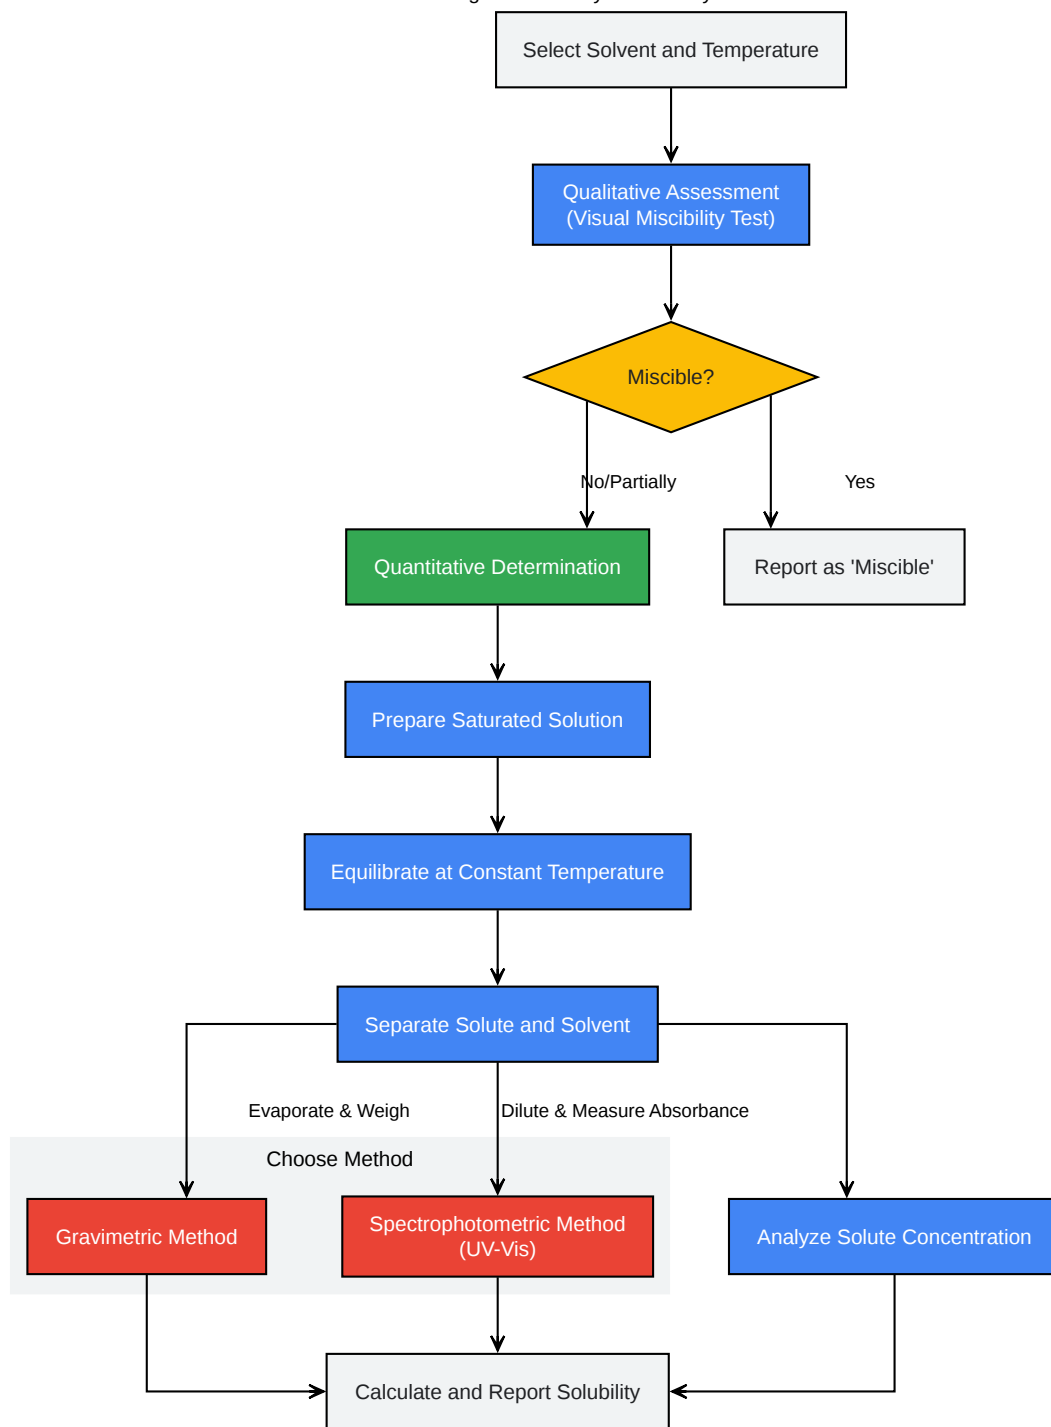 Select Solvent and Temperature
Qualitative Assessment
(Visual Miscibility Test)
Miscible?
No/Partially
Yes
Quantitative Determination
Report as 'Miscible'
Prepare Saturated Solution
Equilibrate at Constant Temperature
Separate Solute and Solvent
Evaporate & Weigh
Dilute & Measure Absorbance
Choose Method
Gravimetric Method
Spectrophotometric Method
(UV-Vis)
Analyze Solute Concentration
Calculate and Report Solubility